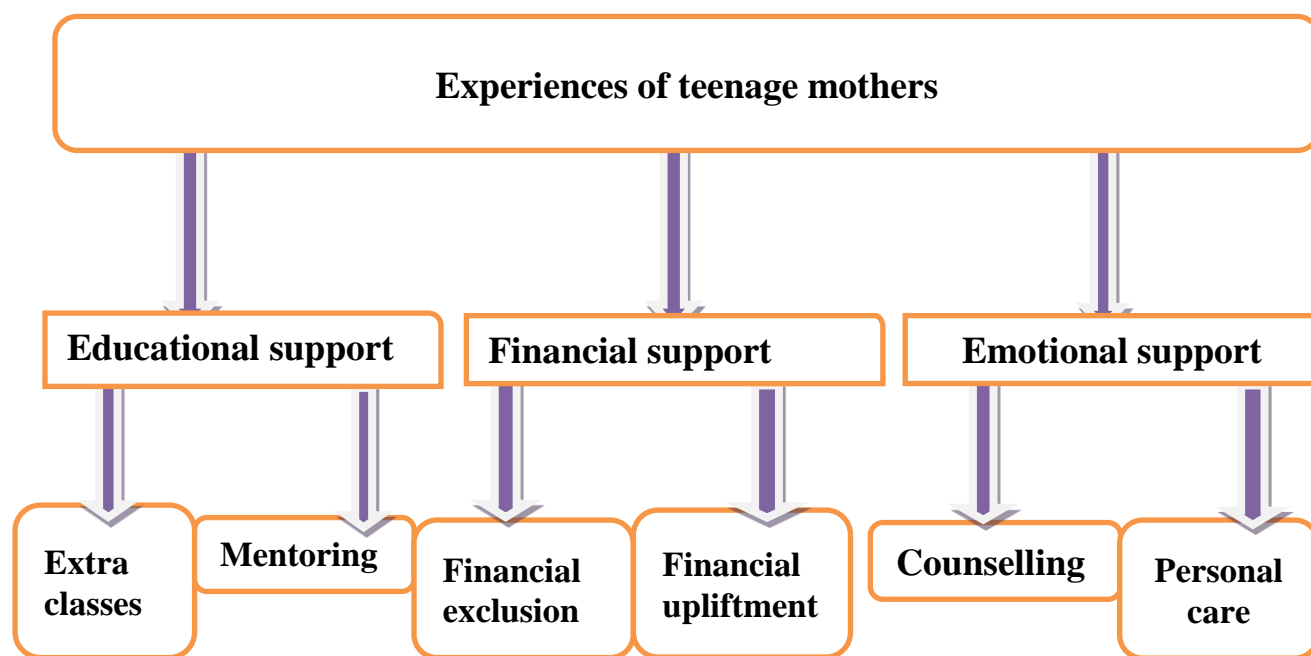 Experiences of teenage mothers
Educational support
Financial support
Emotional support
Extra
classes
Mentoring
Financial
exclusion
Financial
upliftment
Counselling
Personal
care